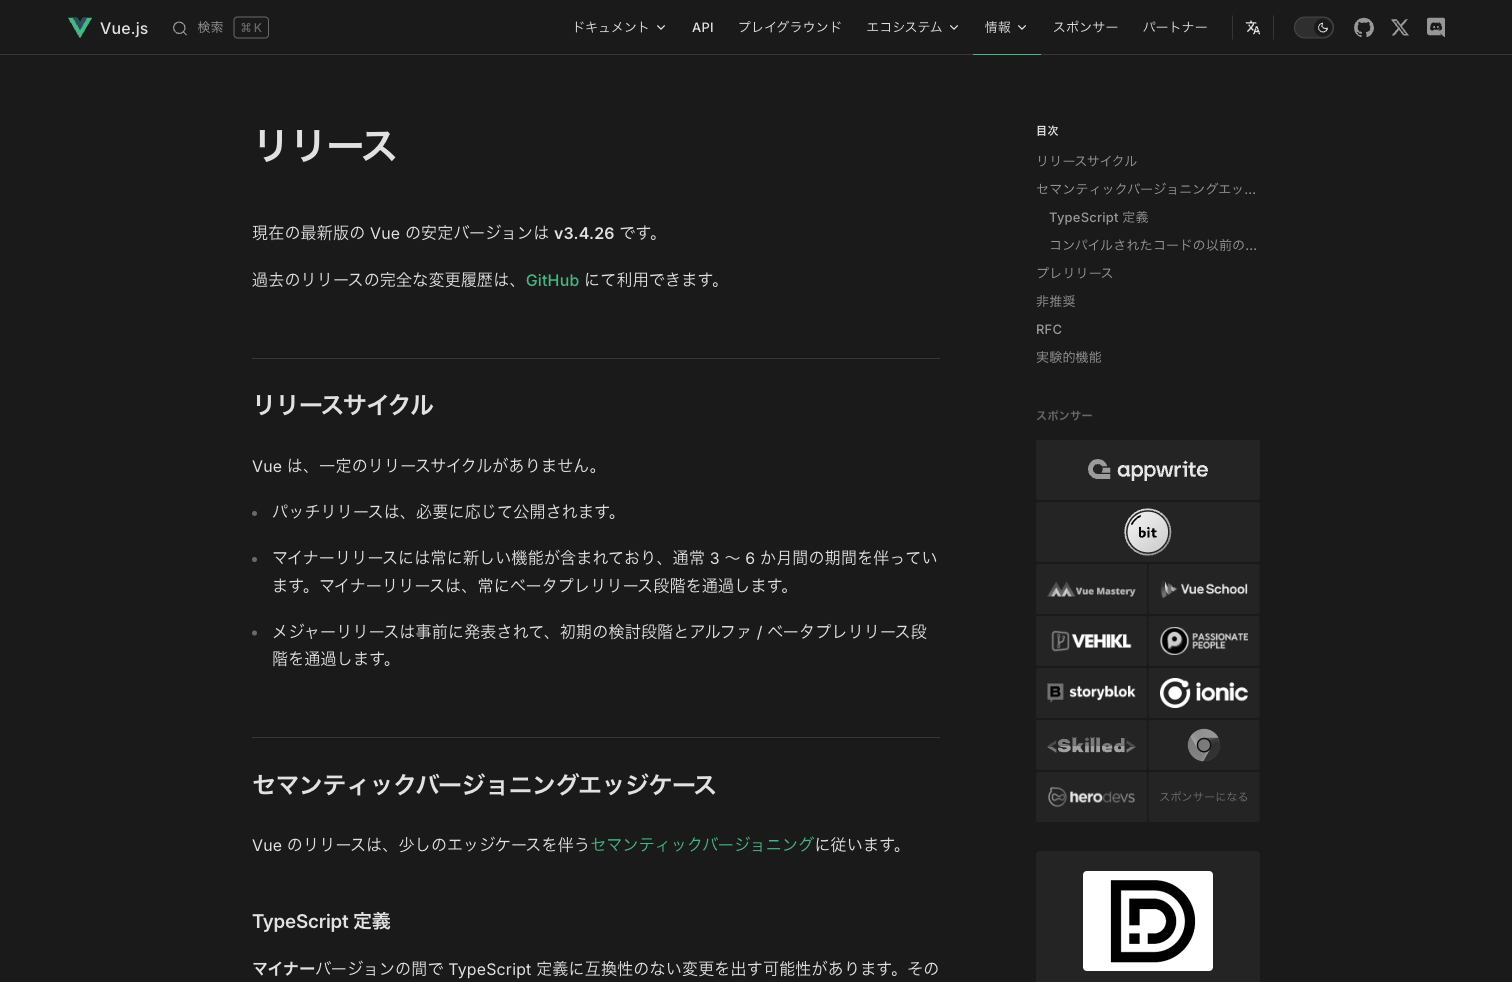 Vue.js
検索
⌘ K
ドキュメント
API
プレイグラウンド
エコシステム
情報
スポンサー
パートナー
リリース
現在の最新版の Vue の安定バージョンは v3.4.26 です。
過去のリリースの完全な変更履歴は、GitHub にて利用できます。
リリースサイクル
Vue は、一定のリリースサイクルがありません。
パッチリリースは、必要に応じて公開されます。
マイナーリリースには常に新しい機能が含まれており、通常 3 〜 6 か月間の期間を伴ってい
ます。マイナーリリースは、常にベータプレリリース段階を通過します。
メジャーリリースは事前に発表されて、初期の検討段階とアルファ / ベータプレリリース段
階を通過します。
セマンティックバージョニングエッジケース
Vue のリリースは、少しのエッジケースを伴うセマンティックバージョニングに従います。
TypeScript 定義
マイナーバージョンの間で TypeScript 定義に互換性のない変更を出す可能性があります。その
目次
リリースサイクル
セマンティックバージョニングエッ...
TypeScript 定義
コンパイルされたコードの以前の...
プレリリース
非推奨
RFC
実験的機能
スポンサー
appwrite
bit
Vue Mastery
Vue School
VEHIKL
PASSIONATE
PEOPLE
storyblok
ionic
<Skilled>
herodevs
スポンサーになる